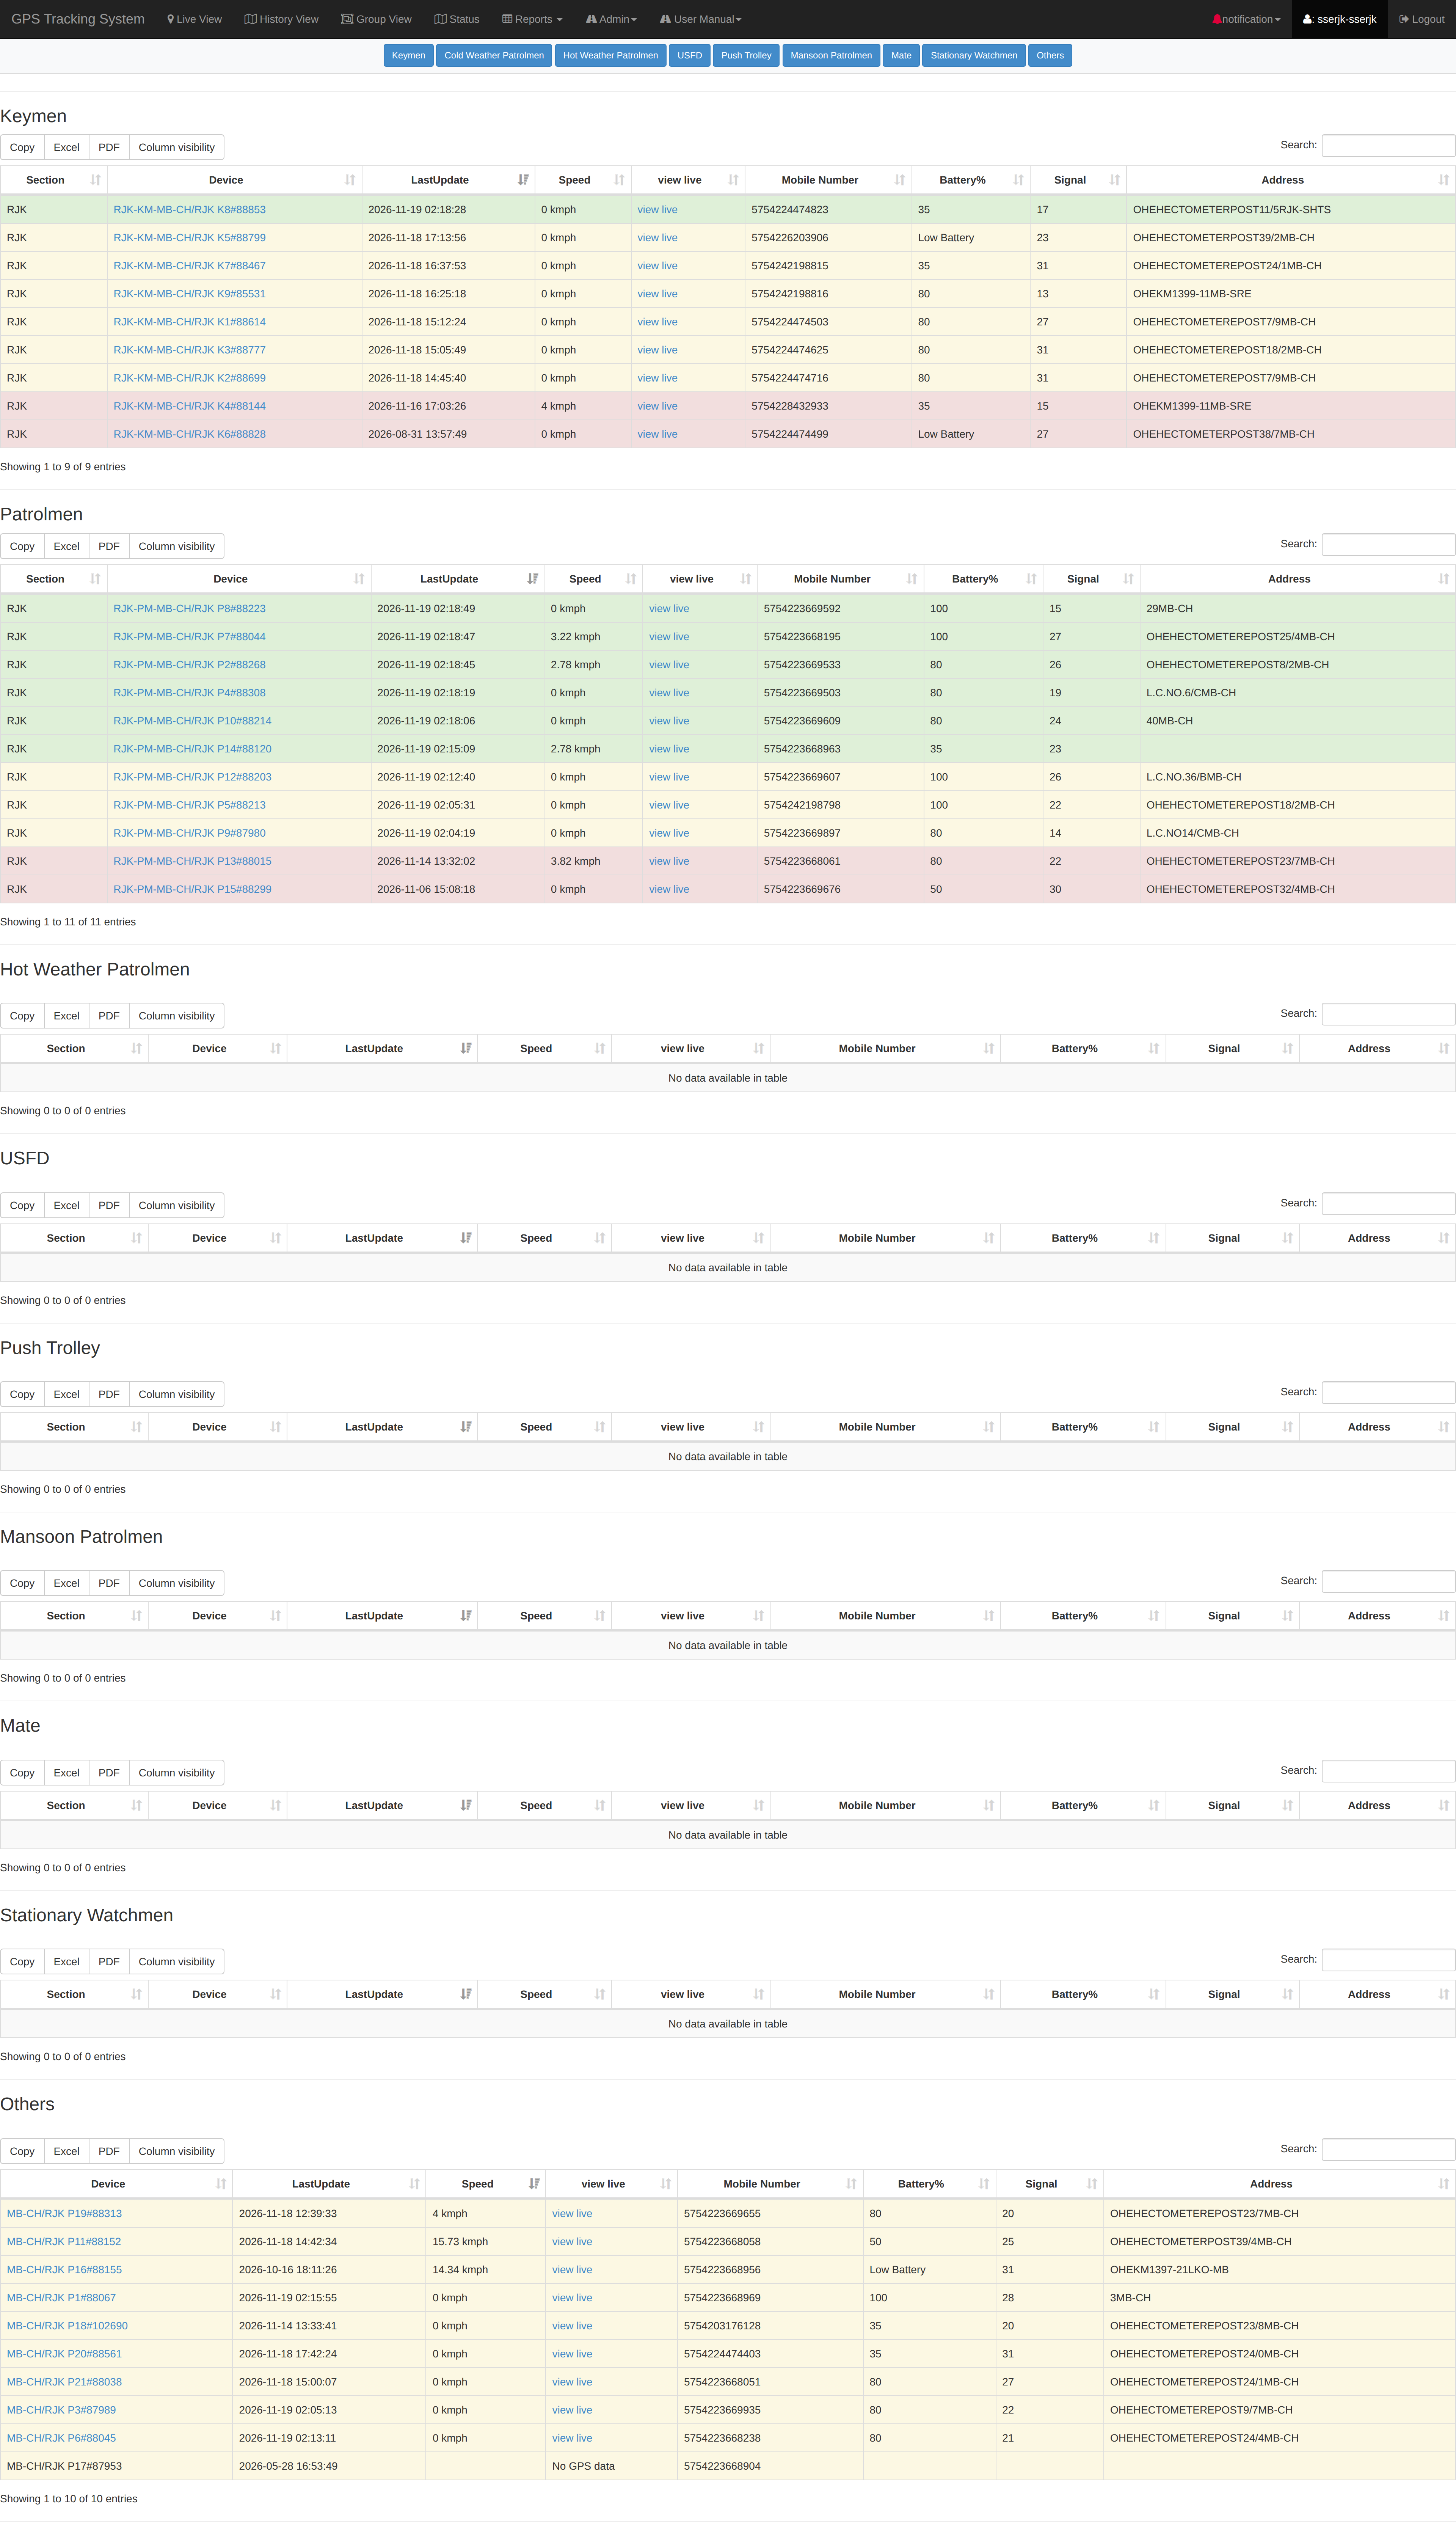 GPS Tracking System Live View History View Group View Status Reports Admin User Manual notification : sserjk-sserjk Logout
Keymen Cold Weather Patrolmen Hot Weather Patrolmen USFD Push Trolley Mansoon Patrolmen Mate Stationary Watchmen Others
Keymen
Copy Excel PDF Column visibility Search:
Section Device LastUpdate Speed view live Mobile Number Battery% Signal Address
RJK RJK-KM-MB-CH/RJK K8#88853 2026-11-19 02:18:28 0 kmph view live 5754224474823 35 17 OHEHECTOMETERPOST11/5RJK-SHTS
RJK RJK-KM-MB-CH/RJK K5#88799 2026-11-18 17:13:56 0 kmph view live 5754226203906 Low Battery 23 OHEHECTOMETERPOST39/2MB-CH
RJK RJK-KM-MB-CH/RJK K7#88467 2026-11-18 16:37:53 0 kmph view live 5754242198815 35 31 OHEHECTOMETEREPOST24/1MB-CH
RJK RJK-KM-MB-CH/RJK K9#85531 2026-11-18 16:25:18 0 kmph view live 5754242198816 80 13 OHEKM1399-11MB-SRE
RJK RJK-KM-MB-CH/RJK K1#88614 2026-11-18 15:12:24 0 kmph view live 5754224474503 80 27 OHEHECTOMETEREPOST7/9MB-CH
RJK RJK-KM-MB-CH/RJK K3#88777 2026-11-18 15:05:49 0 kmph view live 5754224474625 80 31 OHEHECTOMETEREPOST18/2MB-CH
RJK RJK-KM-MB-CH/RJK K2#88699 2026-11-18 14:45:40 0 kmph view live 5754224474716 80 31 OHEHECTOMETEREPOST7/9MB-CH
RJK RJK-KM-MB-CH/RJK K4#88144 2026-11-16 17:03:26 4 kmph view live 5754228432933 35 15 OHEKM1399-11MB-SRE
RJK RJK-KM-MB-CH/RJK K6#88828 2026-08-31 13:57:49 0 kmph view live 5754224474499 Low Battery 27 OHEHECTOMETERPOST38/7MB-CH
Showing 1 to 9 of 9 entries
Patrolmen
Copy Excel PDF Column visibility Search:
Section Device LastUpdate Speed view live Mobile Number Battery% Signal Address
RJK RJK-PM-MB-CH/RJK P8#88223 2026-11-19 02:18:49 0 kmph view live 5754223669592 100 15 29MB-CH
RJK RJK-PM-MB-CH/RJK P7#88044 2026-11-19 02:18:47 3.22 kmph view live 5754223668195 100 27 OHEHECTOMETEREPOST25/4MB-CH
RJK RJK-PM-MB-CH/RJK P2#88268 2026-11-19 02:18:45 2.78 kmph view live 5754223669533 80 26 OHEHECTOMETEREPOST8/2MB-CH
RJK RJK-PM-MB-CH/RJK P4#88308 2026-11-19 02:18:19 0 kmph view live 5754223669503 80 19 L.C.NO.6/CMB-CH
RJK RJK-PM-MB-CH/RJK P10#88214 2026-11-19 02:18:06 0 kmph view live 5754223669609 80 24 40MB-CH
RJK RJK-PM-MB-CH/RJK P14#88120 2026-11-19 02:15:09 2.78 kmph view live 5754223668963 35 23
RJK RJK-PM-MB-CH/RJK P12#88203 2026-11-19 02:12:40 0 kmph view live 5754223669607 100 26 L.C.NO.36/BMB-CH
RJK RJK-PM-MB-CH/RJK P5#88213 2026-11-19 02:05:31 0 kmph view live 5754242198798 100 22 OHEHECTOMETEREPOST18/2MB-CH
RJK RJK-PM-MB-CH/RJK P9#87980 2026-11-19 02:04:19 0 kmph view live 5754223669897 80 14 L.C.NO14/CMB-CH
RJK RJK-PM-MB-CH/RJK P13#88015 2026-11-14 13:32:02 3.82 kmph view live 5754223668061 80 22 OHEHECTOMETEREPOST23/7MB-CH
RJK RJK-PM-MB-CH/RJK P15#88299 2026-11-06 15:08:18 0 kmph view live 5754223669676 50 30 OHEHECTOMETEREPOST32/4MB-CH
Showing 1 to 11 of 11 entries
Hot Weather Patrolmen
Copy Excel PDF Column visibility Search:
Section Device LastUpdate Speed view live Mobile Number Battery% Signal Address
No data available in table
Showing 0 to 0 of 0 entries
USFD
Copy Excel PDF Column visibility Search:
Section Device LastUpdate Speed view live Mobile Number Battery% Signal Address
No data available in table
Showing 0 to 0 of 0 entries
Push Trolley
Copy Excel PDF Column visibility Search:
Section Device LastUpdate Speed view live Mobile Number Battery% Signal Address
No data available in table
Showing 0 to 0 of 0 entries
Mansoon Patrolmen
Copy Excel PDF Column visibility Search:
Section Device LastUpdate Speed view live Mobile Number Battery% Signal Address
No data available in table
Showing 0 to 0 of 0 entries
Mate
Copy Excel PDF Column visibility Search:
Section Device LastUpdate Speed view live Mobile Number Battery% Signal Address
No data available in table
Showing 0 to 0 of 0 entries
Stationary Watchmen
Copy Excel PDF Column visibility Search:
Section Device LastUpdate Speed view live Mobile Number Battery% Signal Address
No data available in table
Showing 0 to 0 of 0 entries
Others
Copy Excel PDF Column visibility Search:
Device LastUpdate Speed view live Mobile Number Battery% Signal Address
MB-CH/RJK P19#88313 2026-11-18 12:39:33 4 kmph view live 5754223669655 80 20 OHEHECTOMETEREPOST23/7MB-CH
MB-CH/RJK P11#88152 2026-11-18 14:42:34 15.73 kmph view live 5754223668058 50 25 OHEHECTOMETERPOST39/4MB-CH
MB-CH/RJK P16#88155 2026-10-16 18:11:26 14.34 kmph view live 5754223668956 Low Battery 31 OHEKM1397-21LKO-MB
MB-CH/RJK P1#88067 2026-11-19 02:15:55 0 kmph view live 5754223668969 100 28 3MB-CH
MB-CH/RJK P18#102690 2026-11-14 13:33:41 0 kmph view live 5754203176128 35 20 OHEHECTOMETEREPOST23/8MB-CH
MB-CH/RJK P20#88561 2026-11-18 17:42:24 0 kmph view live 5754224474403 35 31 OHEHECTOMETEREPOST24/0MB-CH
MB-CH/RJK P21#88038 2026-11-18 15:00:07 0 kmph view live 5754223668051 80 27 OHEHECTOMETEREPOST24/1MB-CH
MB-CH/RJK P3#87989 2026-11-19 02:05:13 0 kmph view live 5754223669935 80 22 OHEHECTOMETEREPOST9/7MB-CH
MB-CH/RJK P6#88045 2026-11-19 02:13:11 0 kmph view live 5754223668238 80 21 OHEHECTOMETEREPOST24/4MB-CH
MB-CH/RJK P17#87953 2026-05-28 16:53:49 No GPS data 5754223668904
Showing 1 to 10 of 10 entries